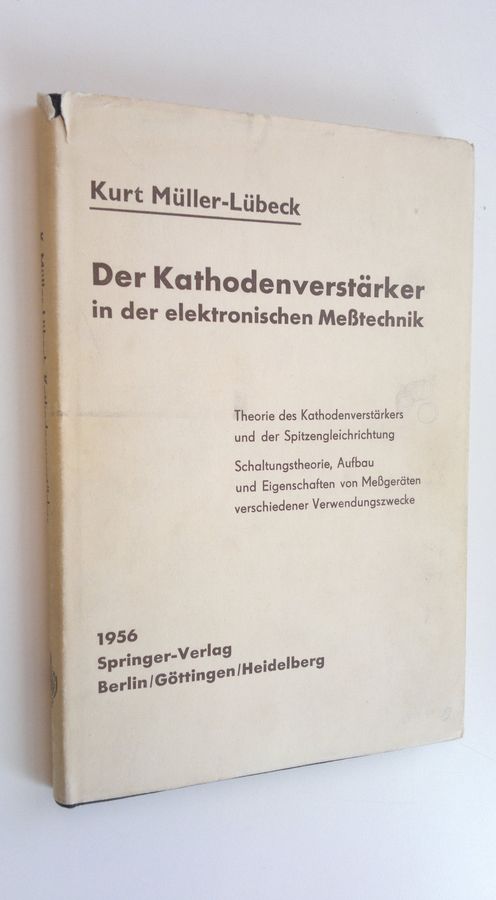 Kurt Müller-Lübeck
Der Kathodenverstärker
in der elektronischen Meßtechnik
Theorie des Kathodenverstärkers
und der Spitzengleichrichtung
Schaltungstheorie, Aufbau
und Eigenschaften von Meßgeräten
verschiedener Verwendungszwecke
1956
Springer-Verlag
Berlin/Göttingen/Heidelberg